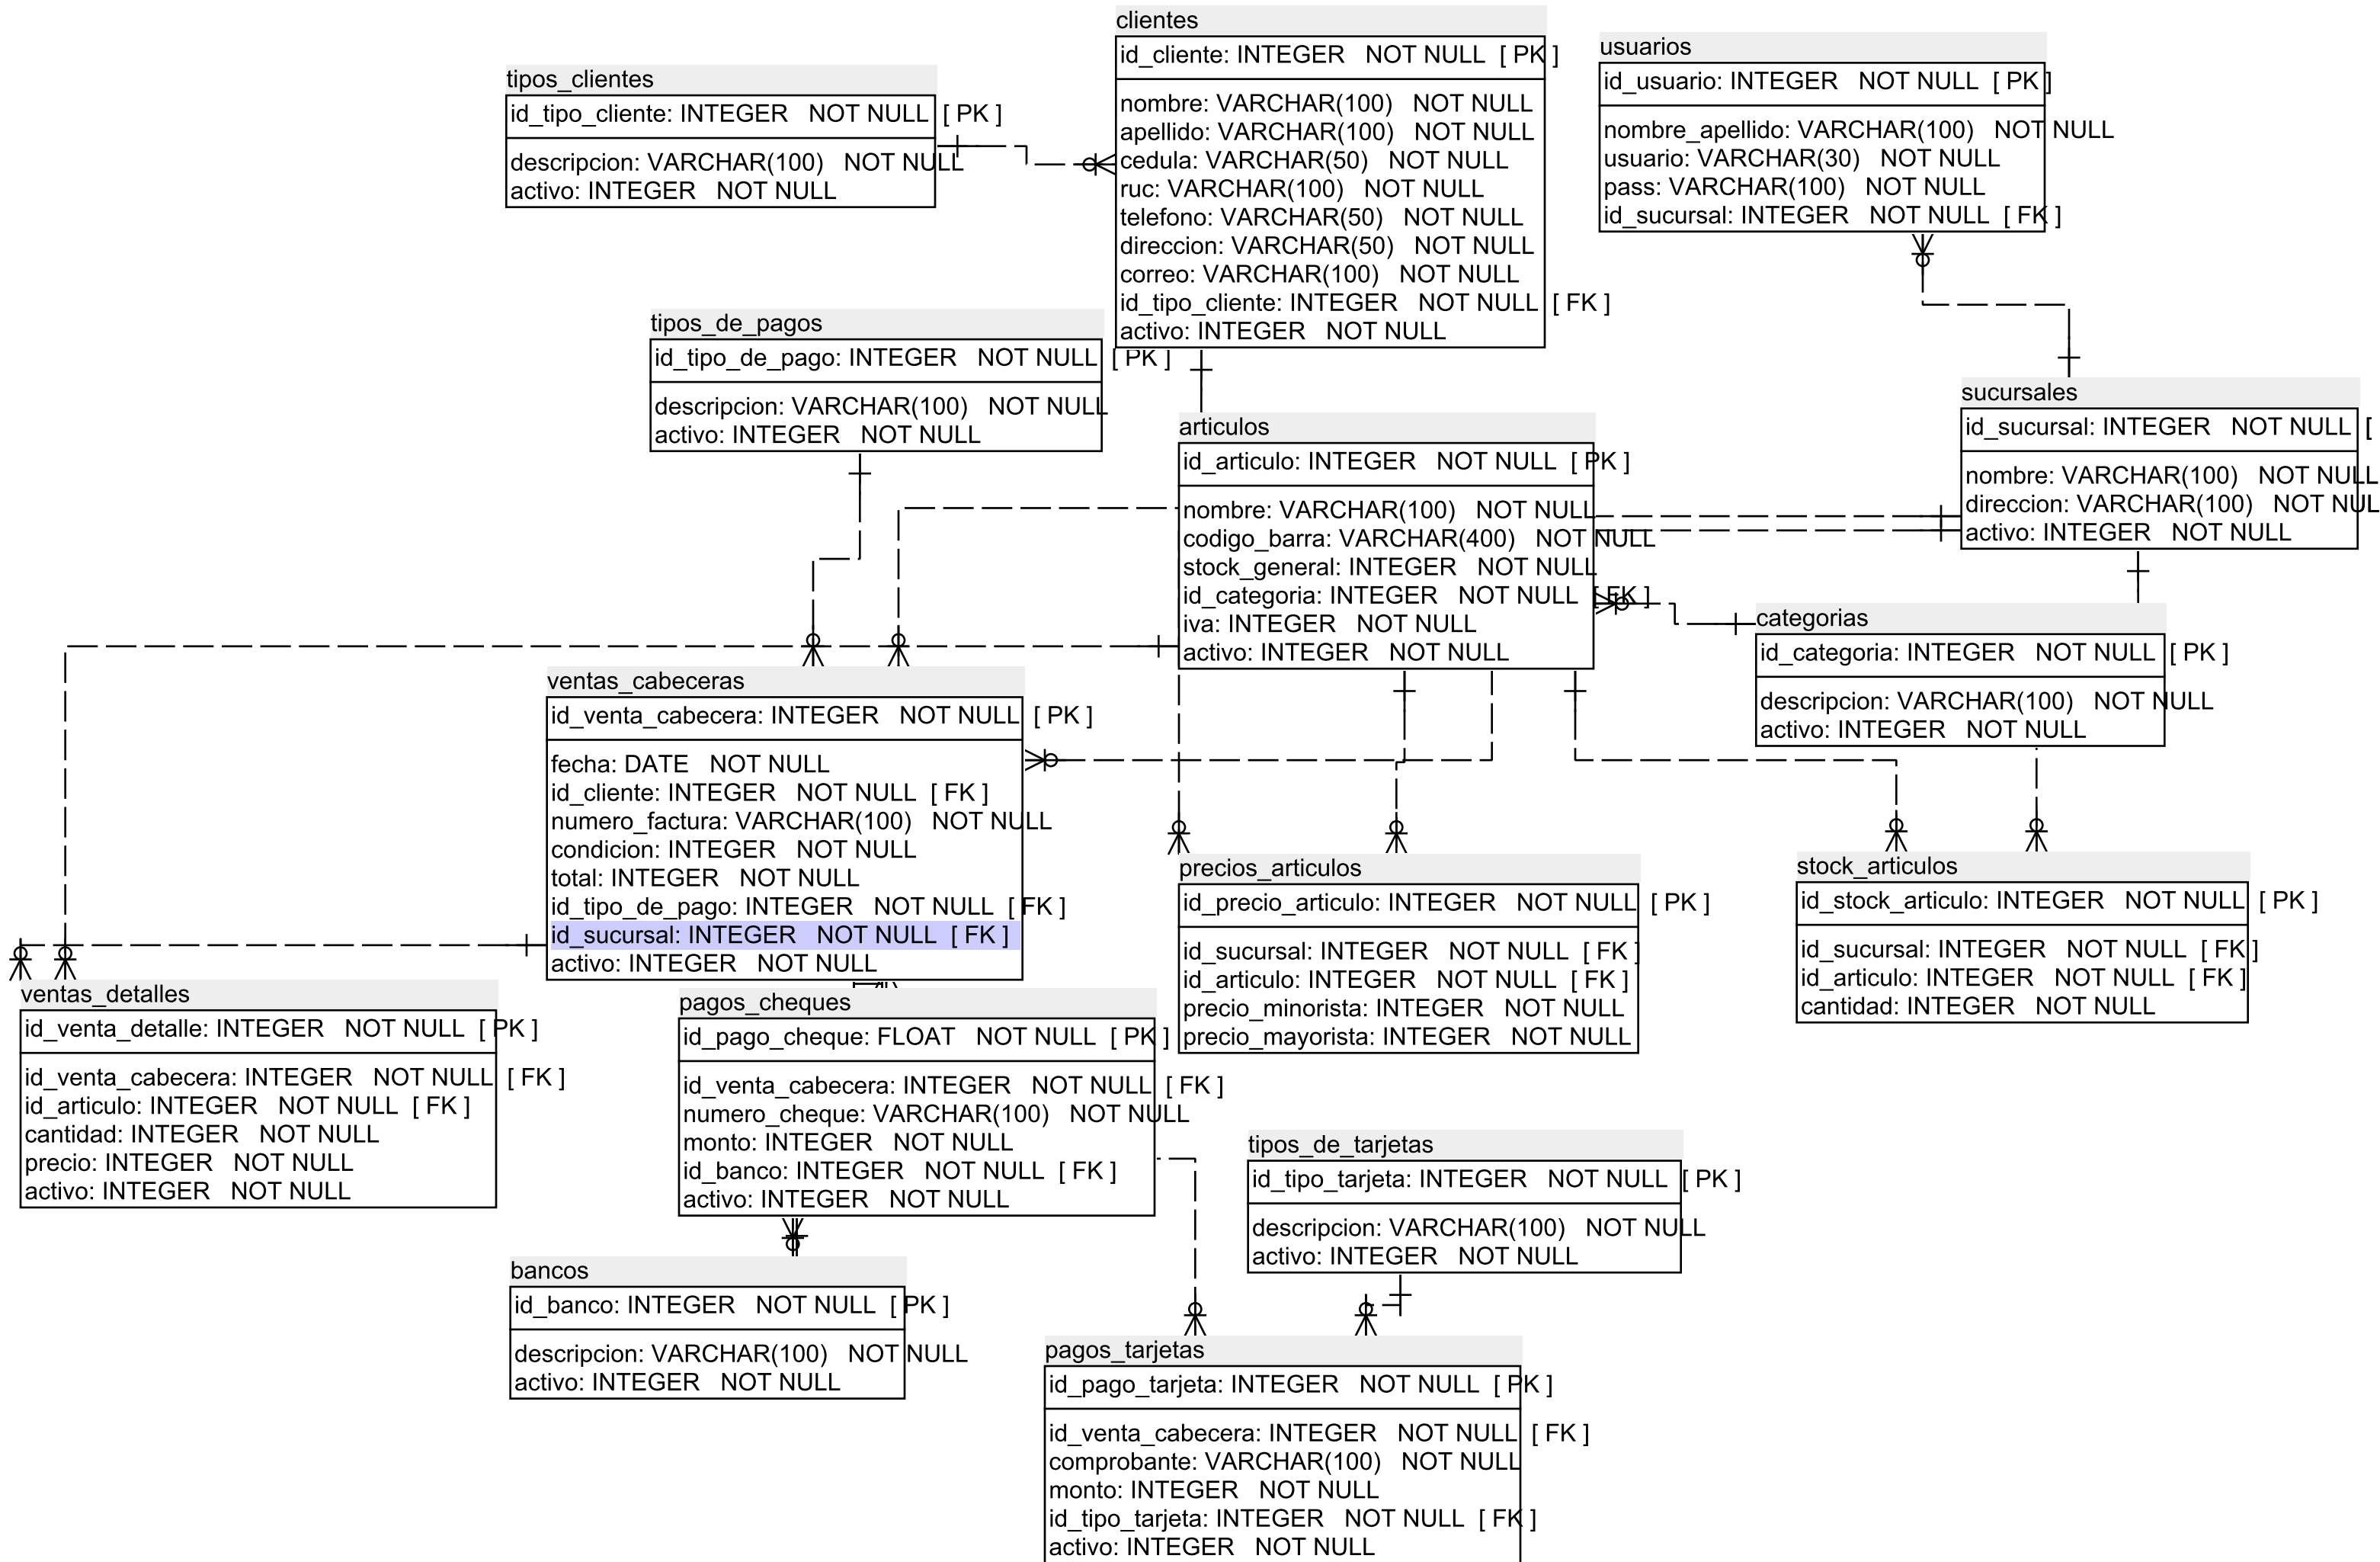 clientes
id_cliente: INTEGER NOT NULL [ PK ]
nombre: VARCHAR(100) NOT NULL
apellido: VARCHAR(100) NOT NULL
cedula: VARCHAR(50) NOT NULL
ruc: VARCHAR(100) NOT NULL
telefono: VARCHAR(50) NOT NULL
direccion: VARCHAR(50) NOT NULL
correo: VARCHAR(100) NOT NULL
id_tipo_cliente: INTEGER NOT NULL [ FK ]
activo: INTEGER NOT NULL
usuarios
id_usuario: INTEGER NOT NULL [ PK ]
nombre_apellido: VARCHAR(100) NOT NULL
usuario: VARCHAR(30) NOT NULL
pass: VARCHAR(100) NOT NULL
id_sucursal: INTEGER NOT NULL [ FK ]
tipos_clientes
id_tipo_cliente: INTEGER NOT NULL [ PK ]
descripcion: VARCHAR(100) NOT NULL
activo: INTEGER NOT NULL
tipos_de_pagos
id_tipo_de_pago: INTEGER NOT NULL [ PK ]
descripcion: VARCHAR(100) NOT NULL
activo: INTEGER NOT NULL
sucursales
id_sucursal: INTEGER NOT NULL [
nombre: VARCHAR(100) NOT NULL
direccion: VARCHAR(100) NOT NUL
activo: INTEGER NOT NULL
articulos
id_articulo: INTEGER NOT NULL [ PK ]
nombre: VARCHAR(100) NOT NULL
codigo_barra: VARCHAR(400) NOT NULL
stock_general: INTEGER NOT NULL
id_categoria: INTEGER NOT NULL [ FK ]
iva: INTEGER NOT NULL
activo: INTEGER NOT NULL
categorias
id_categoria: INTEGER NOT NULL [ PK ]
descripcion: VARCHAR(100) NOT NULL
activo: INTEGER NOT NULL
ventas_cabeceras
id_venta_cabecera: INTEGER NOT NULL [ PK ]
fecha: DATE NOT NULL
id_cliente: INTEGER NOT NULL [ FK ]
numero_factura: VARCHAR(100) NOT NULL
condicion: INTEGER NOT NULL
total: INTEGER NOT NULL
id_tipo_de_pago: INTEGER NOT NULL [ FK ]
id_sucursal: INTEGER NOT NULL [ FK ]
activo: INTEGER NOT NULL
precios_articulos
id_precio_articulo: INTEGER NOT NULL [ PK ]
id_sucursal: INTEGER NOT NULL [ FK ]
id_articulo: INTEGER NOT NULL [ FK ]
precio_minorista: INTEGER NOT NULL
precio_mayorista: INTEGER NOT NULL
stock_articulos
id_stock_articulo: INTEGER NOT NULL [ PK ]
id_sucursal: INTEGER NOT NULL [ FK ]
id_articulo: INTEGER NOT NULL [ FK ]
cantidad: INTEGER NOT NULL
ventas_detalles
id_venta_detalle: INTEGER NOT NULL [ PK ]
id_venta_cabecera: INTEGER NOT NULL [ FK ]
id_articulo: INTEGER NOT NULL [ FK ]
cantidad: INTEGER NOT NULL
precio: INTEGER NOT NULL
activo: INTEGER NOT NULL
pagos_cheques
id_pago_cheque: FLOAT NOT NULL [ PK ]
id_venta_cabecera: INTEGER NOT NULL [ FK ]
numero_cheque: VARCHAR(100) NOT NULL
monto: INTEGER NOT NULL
id_banco: INTEGER NOT NULL [ FK ]
activo: INTEGER NOT NULL
tipos_de_tarjetas
id_tipo_tarjeta: INTEGER NOT NULL [ PK ]
descripcion: VARCHAR(100) NOT NULL
activo: INTEGER NOT NULL
bancos
id_banco: INTEGER NOT NULL [ PK ]
descripcion: VARCHAR(100) NOT NULL
activo: INTEGER NOT NULL
pagos_tarjetas
id_pago_tarjeta: INTEGER NOT NULL [ PK ]
id_venta_cabecera: INTEGER NOT NULL [ FK ]
comprobante: VARCHAR(100) NOT NULL
monto: INTEGER NOT NULL
id_tipo_tarjeta: INTEGER NOT NULL [ FK ]
activo: INTEGER NOT NULL